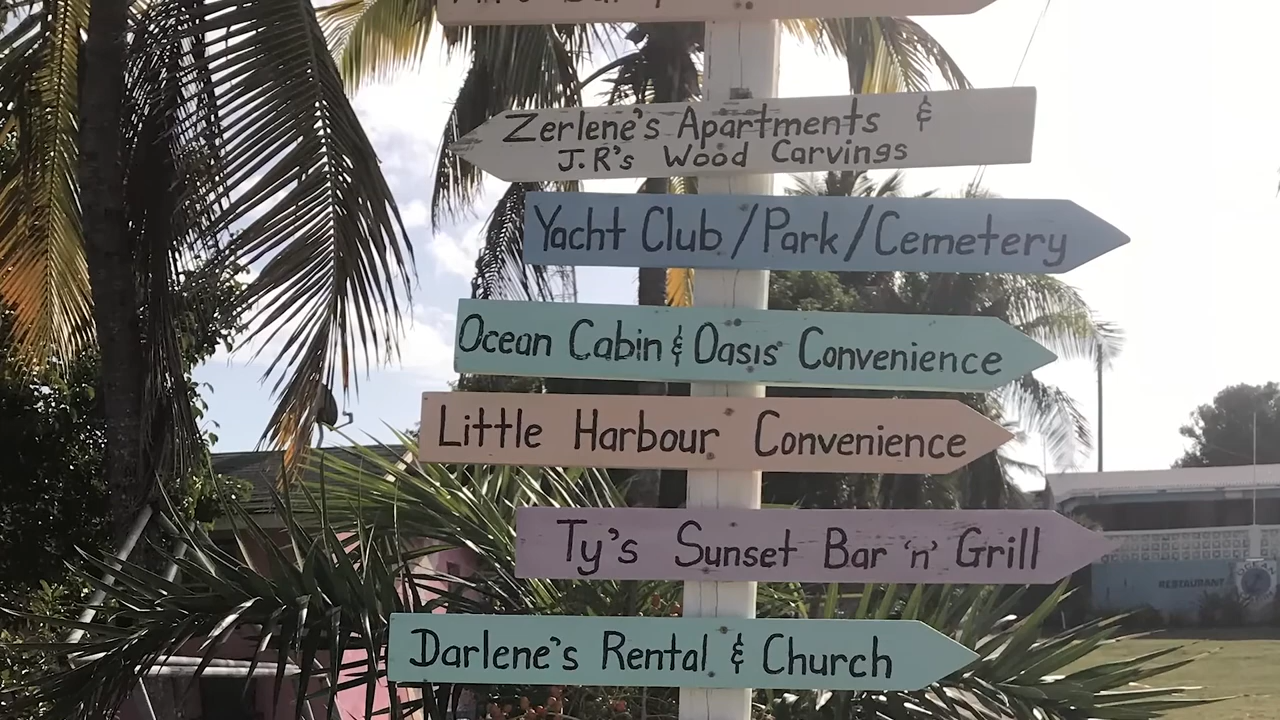 Zerlene's Apartments &
J.R's Wood Carvings
Yacht Club/Park/Cemetery
Ocean Cabin & Oasis Convenience
Little Harbour Convenience
Ty's Sunset Bar 'n' Grill
RESTAURANT
Darlene's Rental & Church